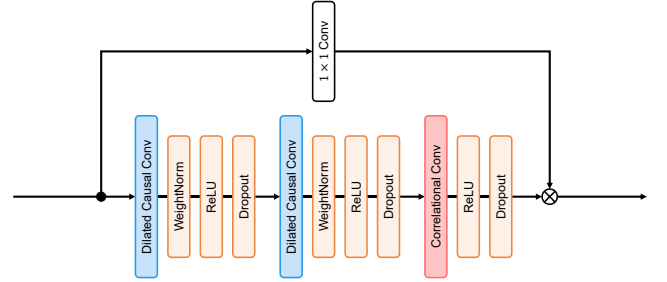 1 × 1 Conv
Dilated Causal Conv
WeightNorm
ReLU
Dropout
Dilated Causal Conv
WeightNorm
ReLU
Dropout
Correlational Conv
ReLU
Dropout